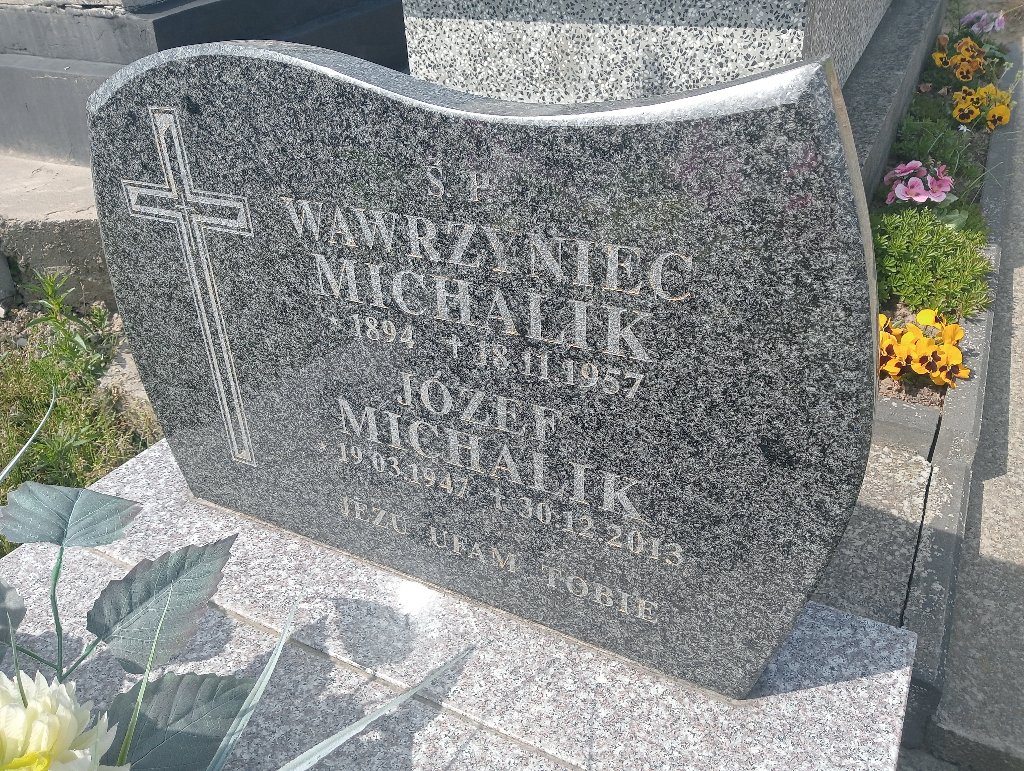 Ś P
WAWRZYNIEC
MICHALIK
* 1894 † 18.11.1957
JÓZEF
MICHALIK
* 19.03.1947 † 30.12.2013
JEZU UFAM TOBIE